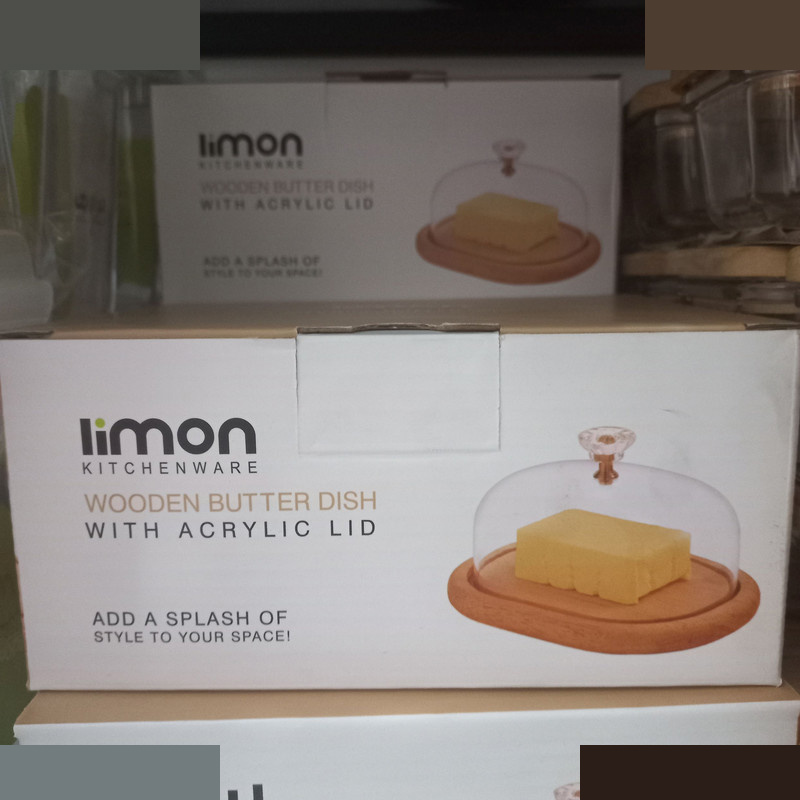 limon
KITCHENWARE
WOODEN BUTTER DISH
WITH ACRYLIC LID
ADD A SPLASH OF
STYLE TO YOUR SPACE!
limon
KITCHENWARE
WOODEN BUTTER DISH
WITH ACRYLIC LID
ADD A SPLASH OF
STYLE TO YOUR SPACE!